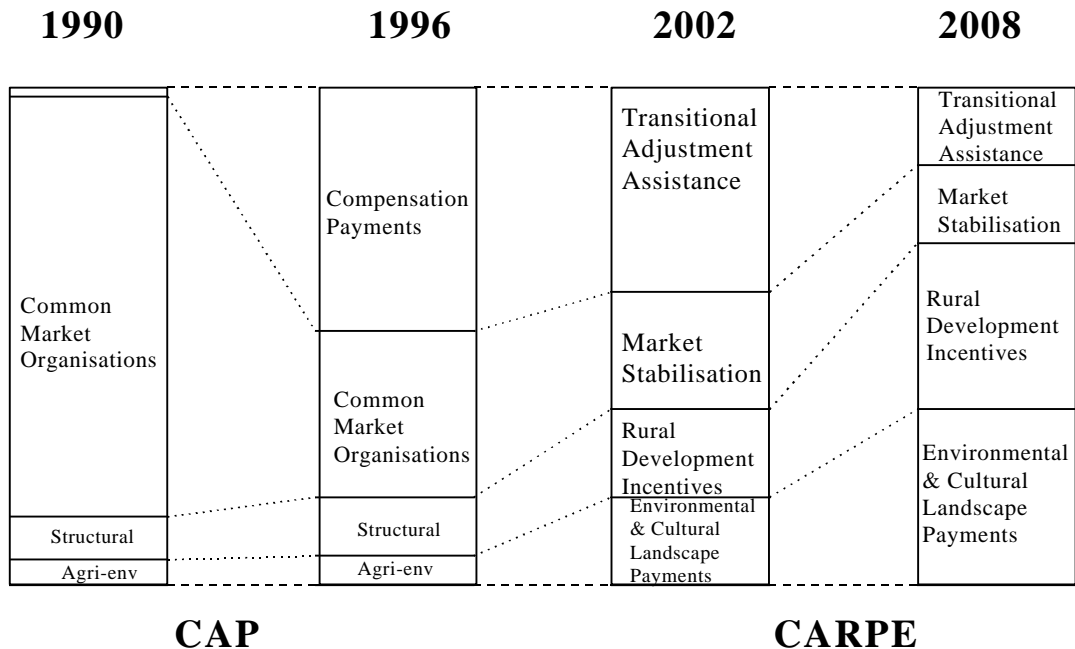 1990
1996
2002
2008
Common
Market
Organisations
Structural
Agri-env
Compensation
Payments
Common
Market
Organisations
Structural
Agri-env
Transitional
Adjustment
Assistance
Market
Stabilisation
Rural
Development
Incentives
Environmental
& Cultural
Landscape
Payments
Transitional
Adjustment
Assistance
Market
Stabilisation
Rural
Development
Incentives
Environmental
& Cultural
Landscape
Payments
CAP
CARPE